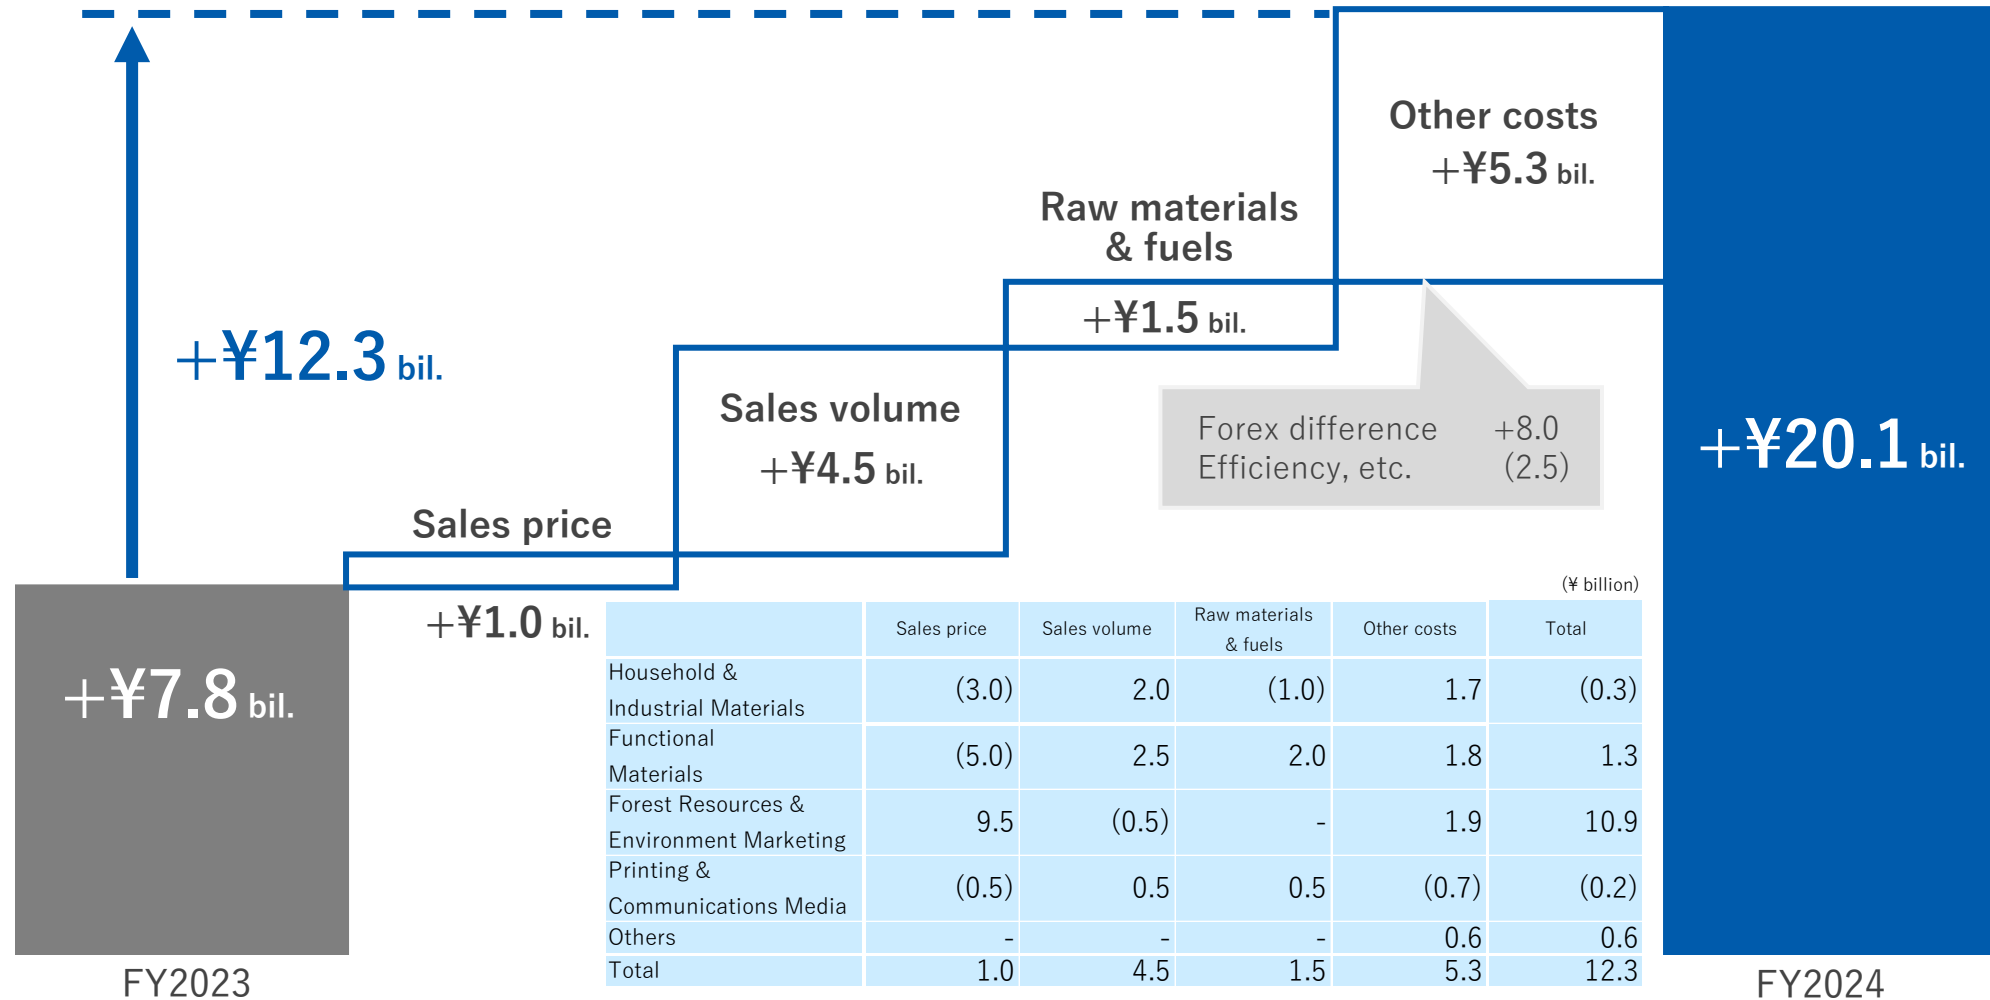 Other costs
+¥5.3 bil.
Raw materials
& fuels
+¥1.5 bil.
+¥12.3 bil.
Sales volume
+¥4.5 bil.
Forex difference +8.0
Efficiency, etc. (2.5)
+¥20.1 bil.
Sales price
+¥1.0 bil.
+¥7.8 bil.
(¥ billion)
Sales price Sales volume Raw materials & fuels Other costs Total
Household &
Industrial Materials (3.0) 2.0 (1.0) 1.7 (0.3)
Functional
Materials (5.0) 2.5 2.0 1.8 1.3
Forest Resources &
Environment Marketing 9.5 (0.5) - 1.9 10.9
Printing &
Communications Media (0.5) 0.5 0.5 (0.7) (0.2)
Others - - - 0.6 0.6
Total 1.0 4.5 1.5 5.3 12.3
FY2023
FY2024